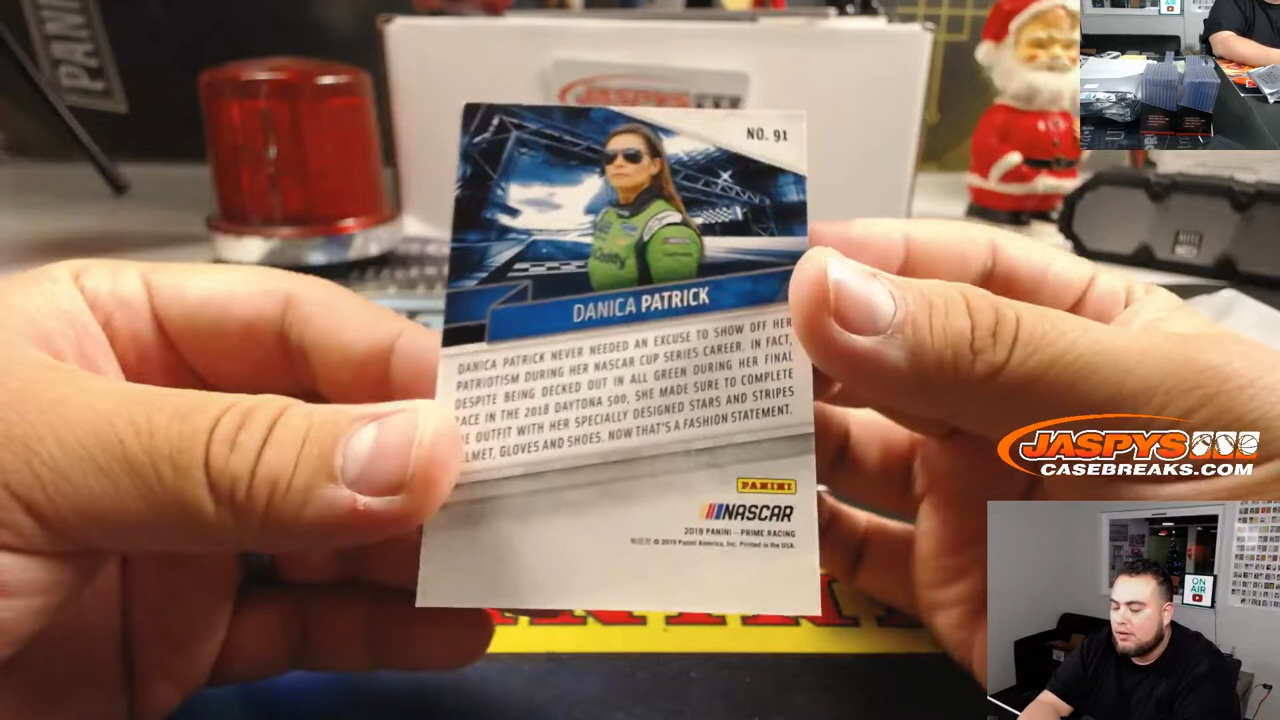 PANINI
JASPYS
NO. 91
DANICA PATRICK
DANICA PATRICK NEVER NEEDED AN EXCUSE TO SHOW OFF HER
PATRIOTISM DURING HER NASCAR CUP SERIES CAREER. IN FACT,
DESPITE BEING DECKED OUT IN ALL GREEN DURING HER FINAL
RACE IN THE 2018 DAYTONA 500, SHE MADE SURE TO COMPLETE
OUTFIT WITH HER SPECIALLY DESIGNED STARS AND STRIPES
LMET, GLOVES AND SHOES. NOW THAT'S A FASHION STATEMENT.
PANINI
NASCAR
2019 PANINI – PRIME RACING
© 2019 Panini America, Inc. Printed in the USA.
JASPYS
CASEBREAKS.COM
ON
AIR